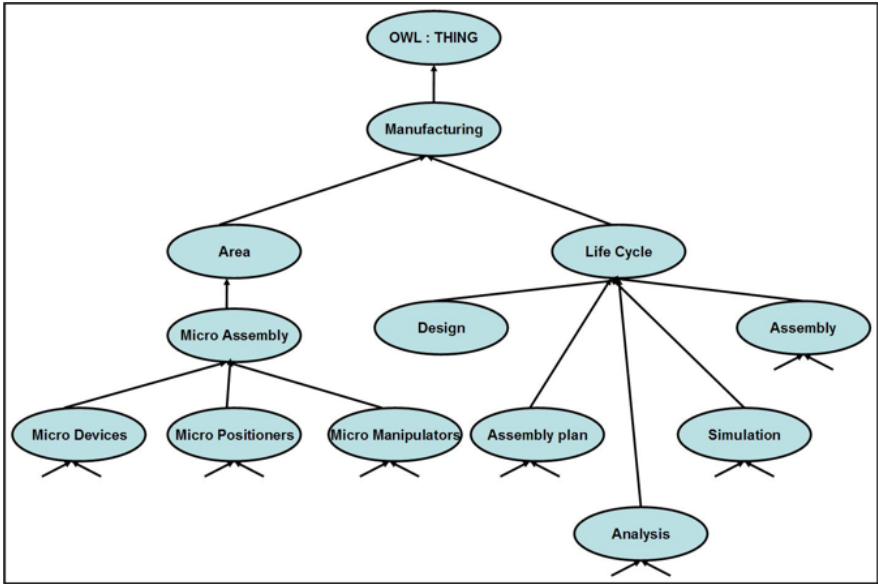 OWL : THING
Manufacturing
Area
Life Cycle
Micro Assembly
Design
Assembly
Micro Devices
Micro Positioners
Micro Manipulators
Assembly plan
Simulation
Analysis